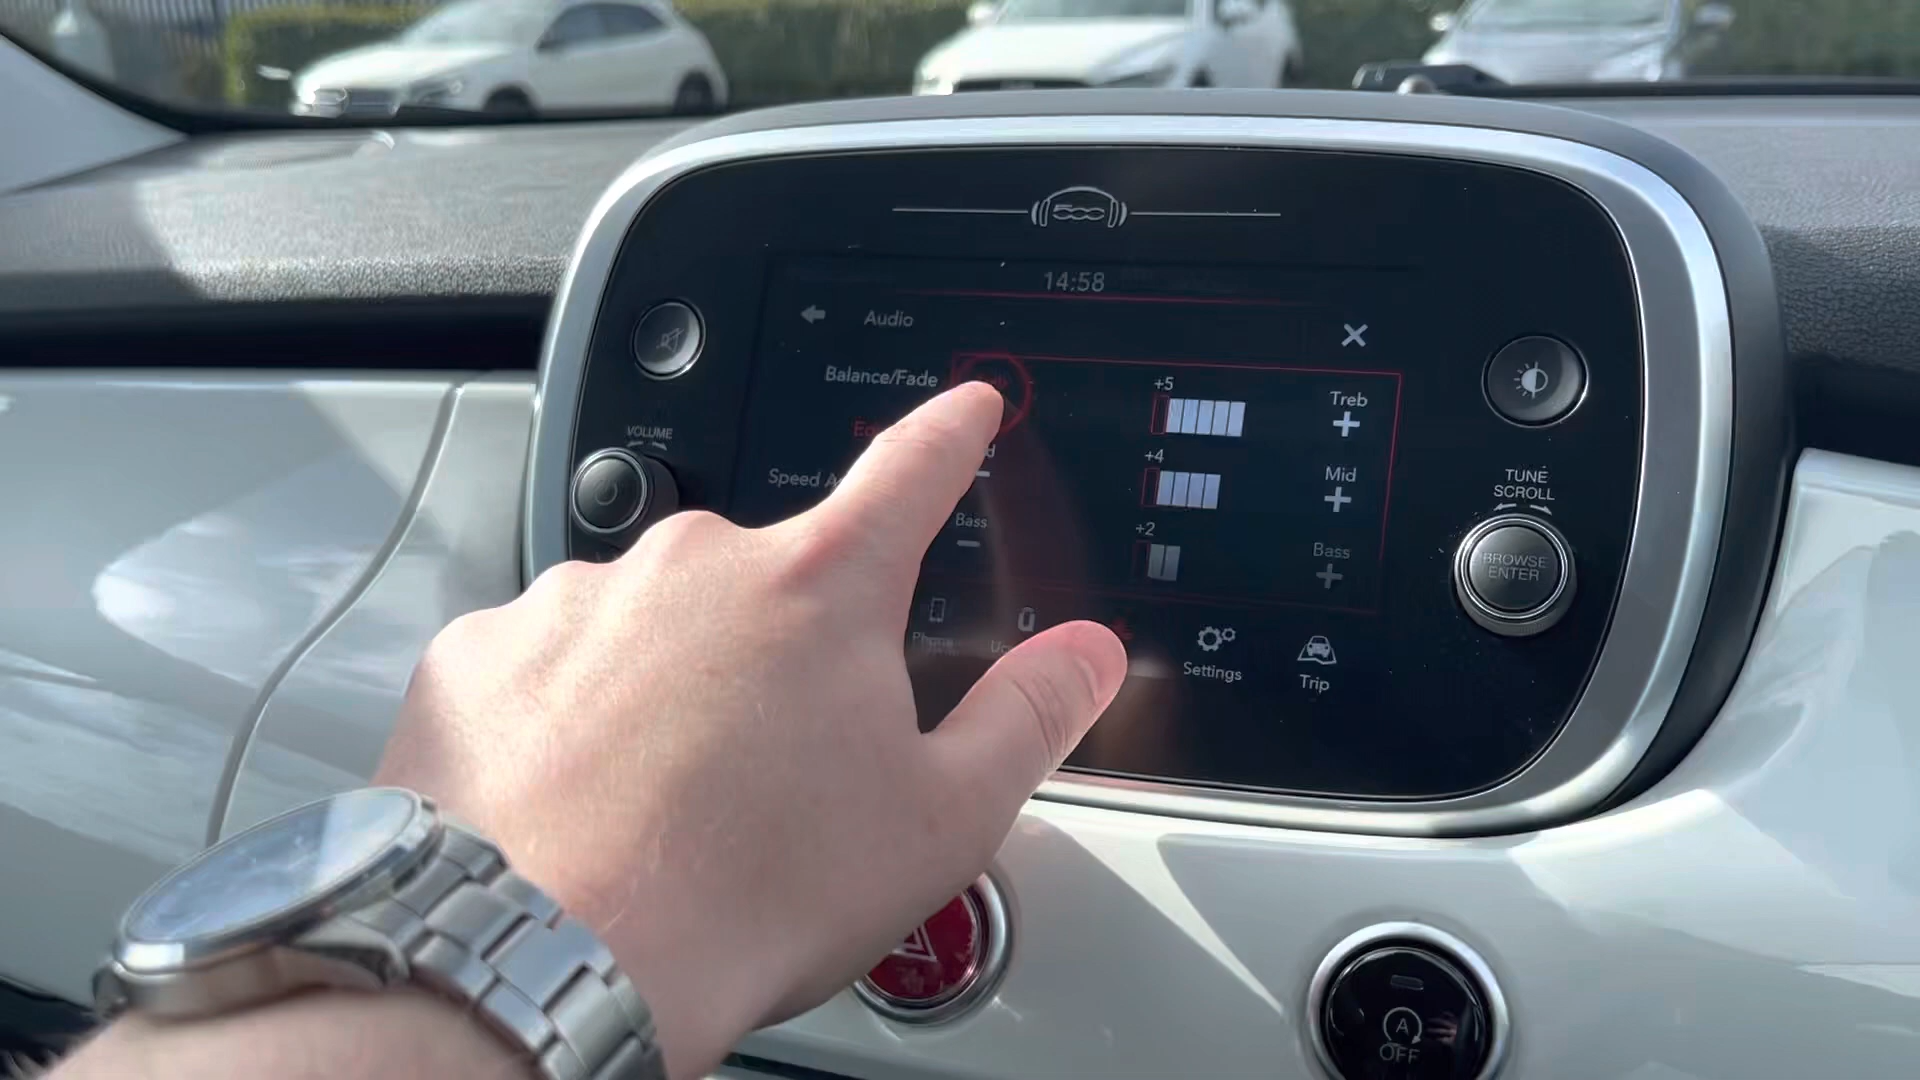 500
14:58
Audio
Balance/Fade
+5
Treb
Speed
+4
Mid
Bass
+2
Bass
Settings
Trip
VOLUME
TUNE
SCROLL
BROWSE
ENTER
A
OFF